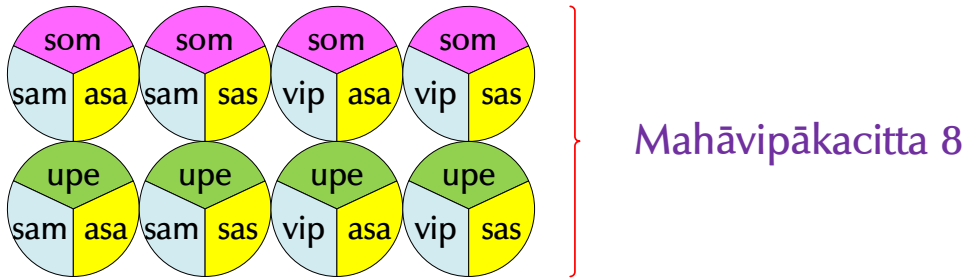 som som som som
sam asa sam sas vip asa vip sas
Mahāvipākacitta 8
upe upe upe upe
sam asa sam sas vip asa vip sas